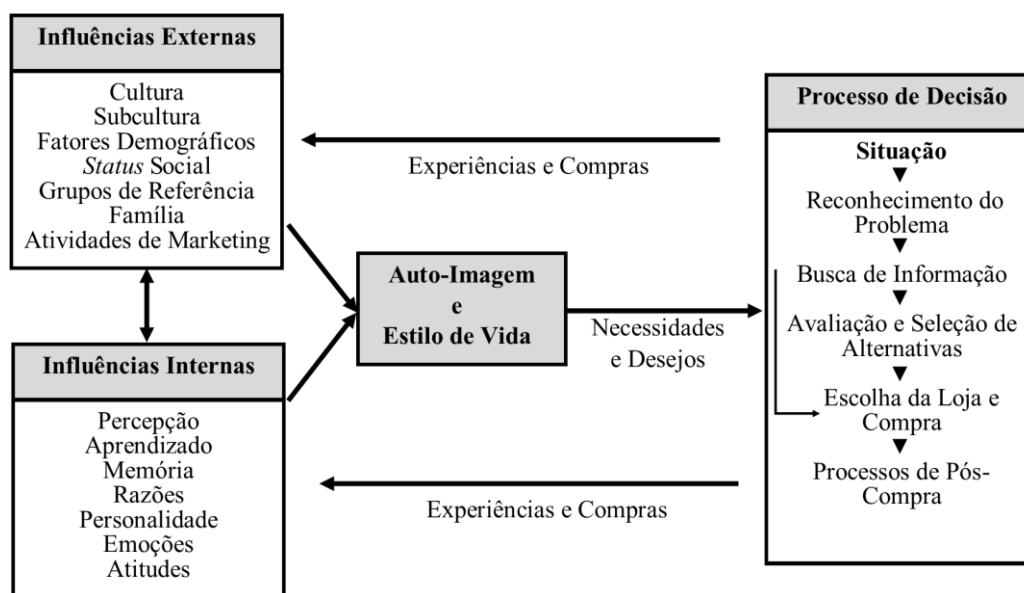 Influências Externas
Cultura
Subcultura
Fatores Demográficos
Status Social
Grupos de Referência
Família
Atividades de Marketing
Influências Internas
Percepção
Aprendizado
Memória
Razões
Personalidade
Emoções
Atitudes
Experiências e Compras
Auto-Imagem
e
Estilo de Vida
Necessidades
e Desejos
Experiências e Compras
Processo de Decisão
Situação
Reconhecimento do
Problema
Busca de Informação
Avaliação e Seleção de
Alternativas
Escolha da Loja e
Compra
Processos de Pós-
Compra